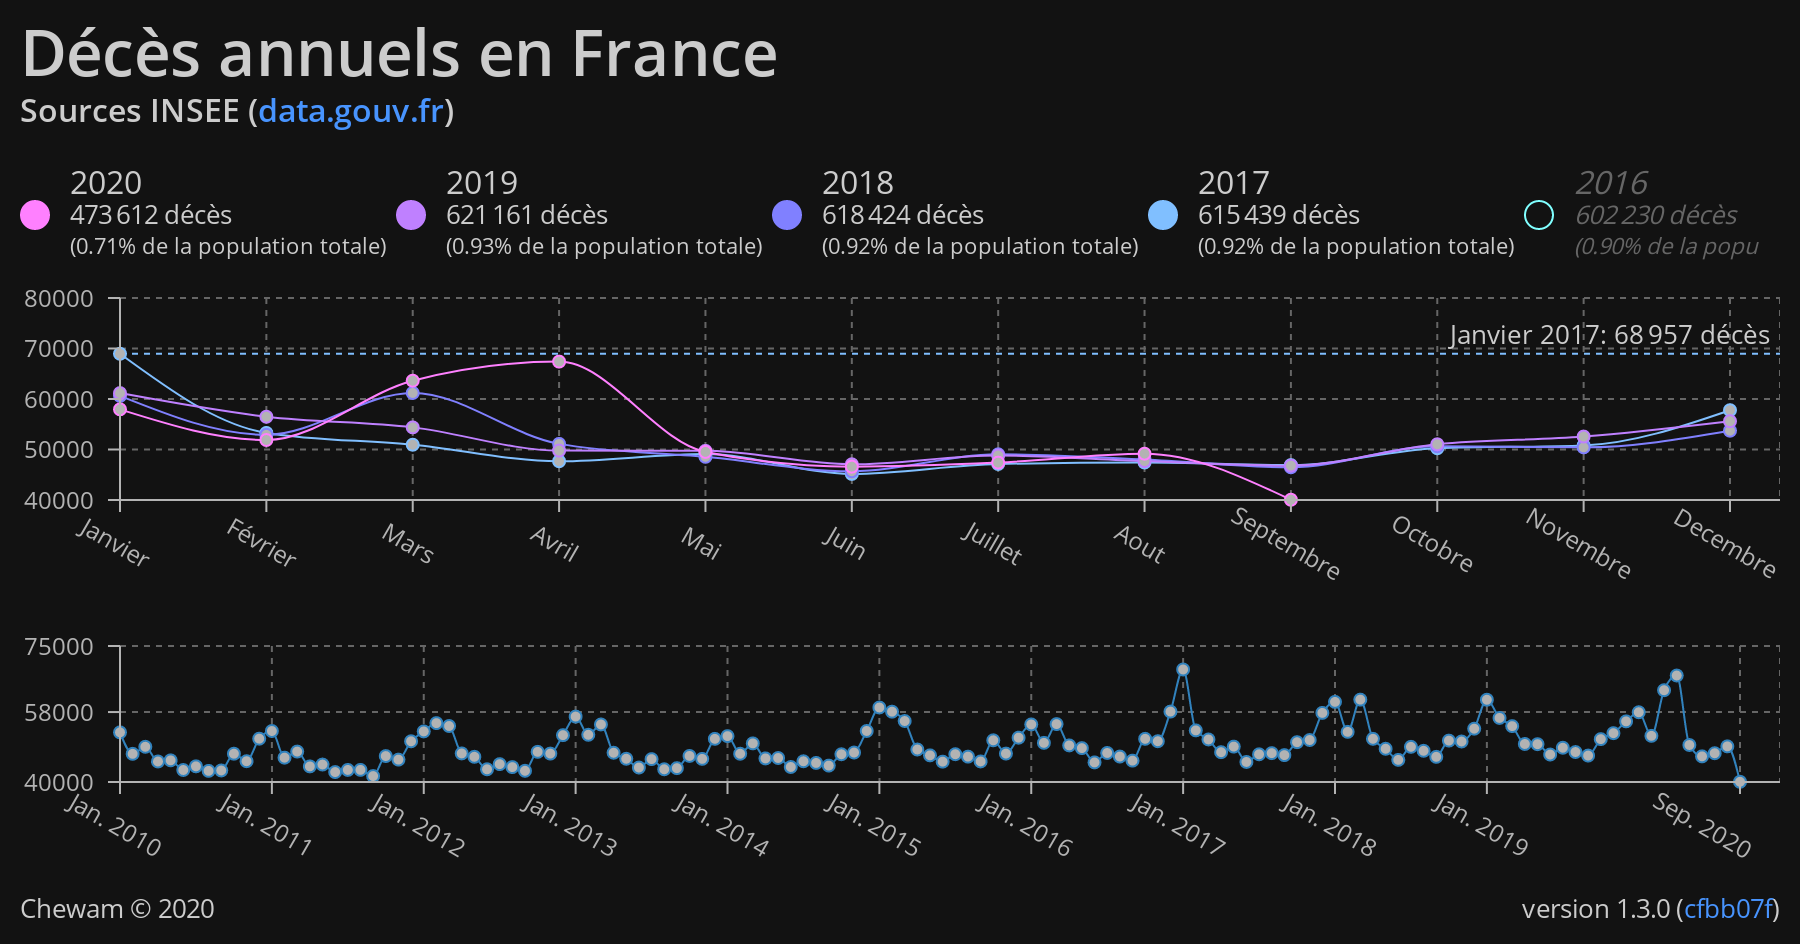 Décès annuels en France
Sources INSEE (data.gouv.fr)
2020
473 612 décès
(0.71% de la population totale)
2019
621 161 décès
(0.93% de la population totale)
2018
618 424 décès
(0.92% de la population totale)
2017
615 439 décès
(0.92% de la population totale)
2016
602 230 décès
(0.90% de la popu
80000
70000
60000
50000
40000
Janvier 2017: 68 957 décès
Janvier
Février
Mars
Avril
Mai
Juin
Juillet
Aout
Septembre
Octobre
Novembre
Decembre
75000
58000
40000
Jan. 2010
Jan. 2011
Jan. 2012
Jan. 2013
Jan. 2014
Jan. 2015
Jan. 2016
Jan. 2017
Jan. 2018
Jan. 2019
Sep. 2020
Chewam © 2020
version 1.3.0 (cfbb07f)